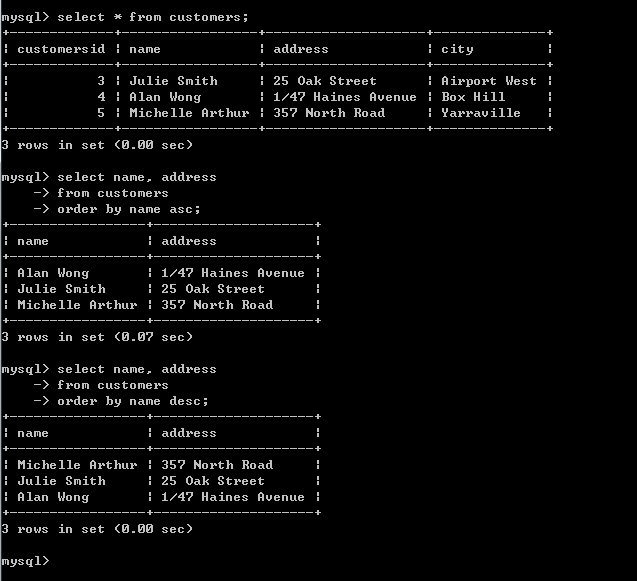 mysql> select * from customers;
+-------------+-----------------+---------------------+--------------+
¦ customersid ¦ name            ¦ address             ¦ city         ¦
+-------------+-----------------+---------------------+--------------+
¦           3 ¦ Julie Smith     ¦ 25 Oak Street       ¦ Airport West ¦
¦           4 ¦ Alan Wong       ¦ 1/47 Haines Avenue  ¦ Box Hill     ¦
¦           5 ¦ Michelle Arthur ¦ 357 North Road      ¦ Yarraville   ¦
+-------------+-----------------+---------------------+--------------+
3 rows in set (0.00 sec)
mysql> select name, address
    -> from customers
    -> order by name asc;
+-----------------+--------------------+
¦ name            ¦ address            ¦
+-----------------+--------------------+
¦ Alan Wong       ¦ 1/47 Haines Avenue ¦
¦ Julie Smith     ¦ 25 Oak Street      ¦
¦ Michelle Arthur ¦ 357 North Road     ¦
+-----------------+--------------------+
3 rows in set (0.07 sec)
mysql> select name, address
    -> from customers
    -> order by name desc;
+-----------------+--------------------+
¦ name            ¦ address            ¦
+-----------------+--------------------+
¦ Michelle Arthur ¦ 357 North Road     ¦
¦ Julie Smith     ¦ 25 Oak Street      ¦
¦ Alan Wong       ¦ 1/47 Haines Avenue ¦
+-----------------+--------------------+
3 rows in set (0.00 sec)
mysql>